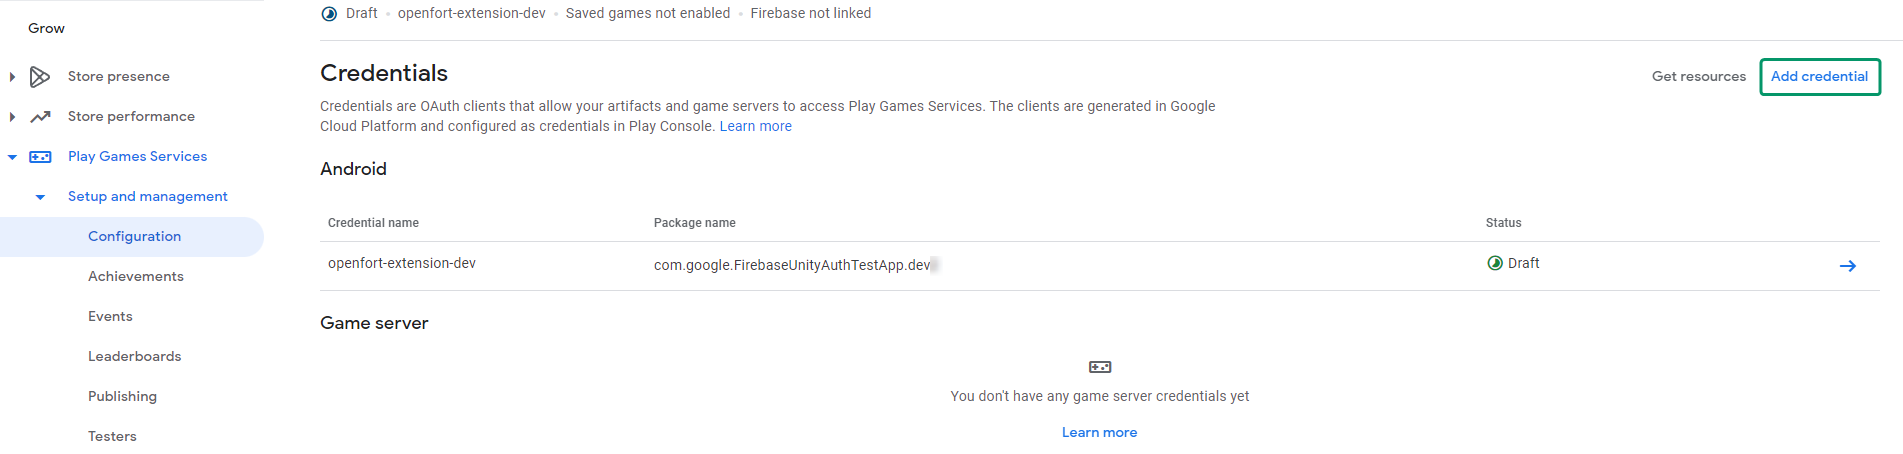 Draft • openfort-extension-dev • Saved games not enabled • Firebase not linked
Grow
Store presence
Store performance
Play Games Services
Setup and management
Configuration
Achievements
Events
Leaderboards
Publishing
Testers
Credentials
Get resources
Add credential
Credentials are OAuth clients that allow your artifacts and game servers to access Play Games Services. The clients are generated in Google
Cloud Platform and configured as credentials in Play Console. Learn more
Android
Credential name Package name Status
openfort-extension-dev com.google.FirebaseUnityAuthTestApp.dev Draft
Game server
You don't have any game server credentials yet
Learn more